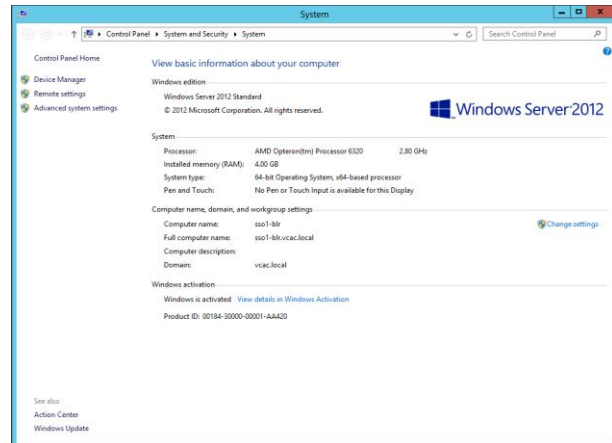 System
Control Panel System and Security System
Search Control Panel
Control Panel Home
Device Manager
Remote settings
Advanced system settings
View basic information about your computer
Windows edition
Windows Server 2012 Standard
© 2012 Microsoft Corporation. All rights reserved.
Windows Server 2012
System
Processor: AMD Opteron(tm) Processor 6320 2.80 GHz
Installed memory (RAM): 4.00 GB
System type: 64-bit Operating System, x64-based processor
Pen and Touch: No Pen or Touch Input is available for this Display
Computer name, domain, and workgroup settings
Computer name: sso1-blr
Change settings
Full computer name: sso1-blr.vcac.local
Computer description:
Domain: vcac.local
Windows activation
Windows is activated View details in Windows Activation
Product ID: 00184-30000-00001-AA420
See also
Action Center
Windows Update